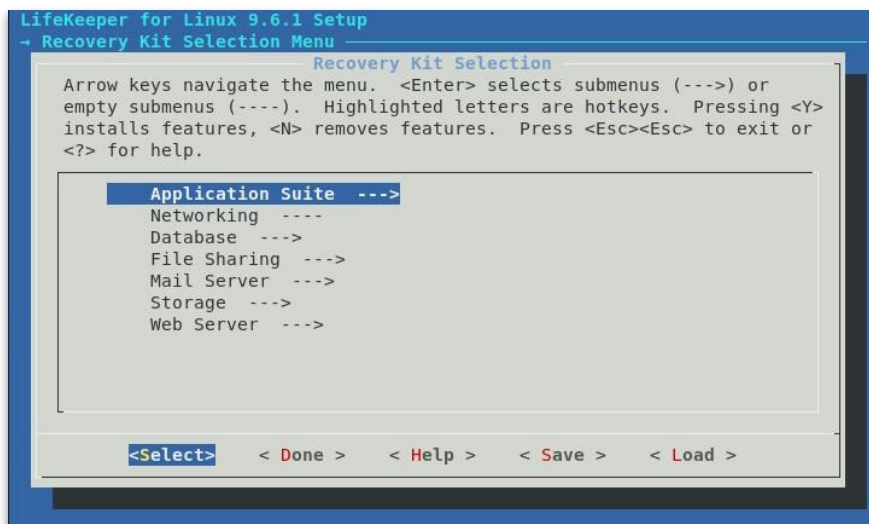 LifeKeeper for Linux 9.6.1 Setup
→ Recovery Kit Selection Menu
Recovery Kit Selection
Arrow keys navigate the menu.  <Enter> selects submenus (--->) or
empty submenus (----).  Highlighted letters are hotkeys.  Pressing <Y>
installs features, <N> removes features.  Press <Esc><Esc> to exit or
<?> for help.
Application Suite  --->
Networking  ----
Database  --->
File Sharing  --->
Mail Server  --->
Storage  --->
Web Server  --->
<Select>    < Done >    < Help >    < Save >    < Load >